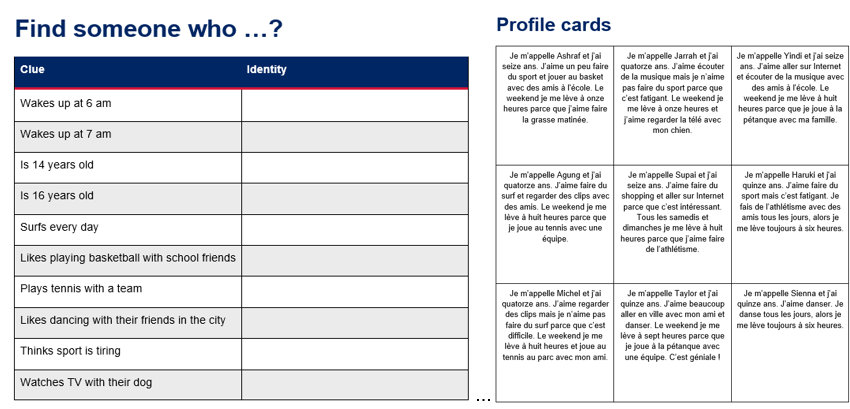 Find someone who …?
Clue
Identity
Wakes up at 6 am
Wakes up at 7 am
Is 14 years old
Is 16 years old
Surfs every day
Likes playing basketball with school friends
Plays tennis with a team
Likes dancing with their friends in the city
Thinks sport is tiring
Watches TV with their dog
…
Profile cards
Je m'appelle Ashraf et j'ai
seize ans. J'aime un peu faire
du sport et jouer au basket
avec des amis à l'école. Le
weekend je me lève à onze
heures parce que j'aime faire
la grasse matinée.
Je m'appelle Jarrah et j'ai
quatorze ans. J'aime écouter
de la musique mais je n'aime
pas faire du sport parce que
c'est fatigant. Le weekend je
me lève à onze heures et
j'aime regarder la télé avec
mon chien.
Je m'appelle Yindi et j'ai seize
ans. J'aime aller sur Internet
et écouter de la musique avec
des amis à l'école. Le
weekend je me lève à huit
heures parce que je joue à la
pétanque avec ma famille.
Je m'appelle Agung et j'ai
quatorze ans. J'aime faire du
surf et regarder des clips avec
des amis. Le weekend je me
lève à huit heures parce que
je joue au tennis avec une
équipe.
Je m'appelle Supai et j'ai
seize ans. J'aime faire du
shopping et aller sur Internet
parce que c'est intéressant.
Tous les samedis et
dimanches je me lève à huit
heures parce que j'aime faire
de l'athlétisme.
Je m'appelle Haruki et j'ai
quinze ans. J'aime faire du
sport mais c'est fatigant. Je
fais de l'athlétisme avec des
amis tous les jours, alors je
me lève toujours à six heures.
Je m'appelle Michel et j'ai
quatorze ans. J'aime regarder
des clips mais je n'aime pas
faire du surf parce que c'est
difficile. Le weekend je me
lève à huit heures et joue au
tennis au parc avec mon ami.
Je m'appelle Taylor et j'ai
quinze ans. J'aime beaucoup
aller en ville avec mon ami et
danser. Le weekend je me
lève à sept heures parce que
je joue à la pétanque avec
une équipe. C'est géniale !
Je m'appelle Sienna et j'ai
quinze ans. J'aime danser. Je
danse tous les jours, alors je
me lève toujours à six heures.